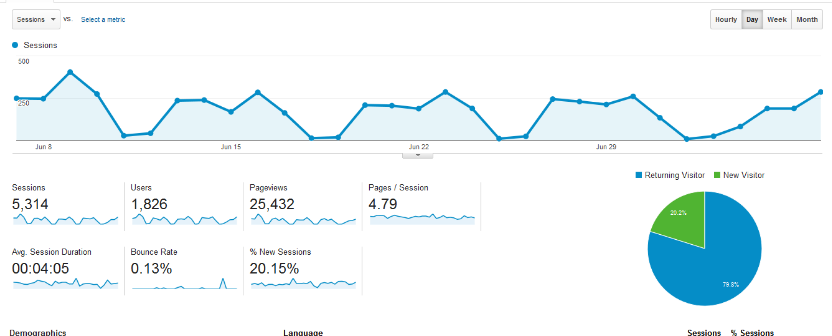 Sessions vs. Select a metric Hourly Day Week Month
Sessions
500
250
Jun 8 Jun 15 Jun 22 Jun 29
Returning Visitor New Visitor
Sessions Users Pageviews Pages / Session
5,314 1,826 25,432 4.79
20.2%
Avg. Session Duration Bounce Rate % New Sessions
00:04:05 0.13% 20.15%
79.8%
Demographics Language Sessions % Sessions